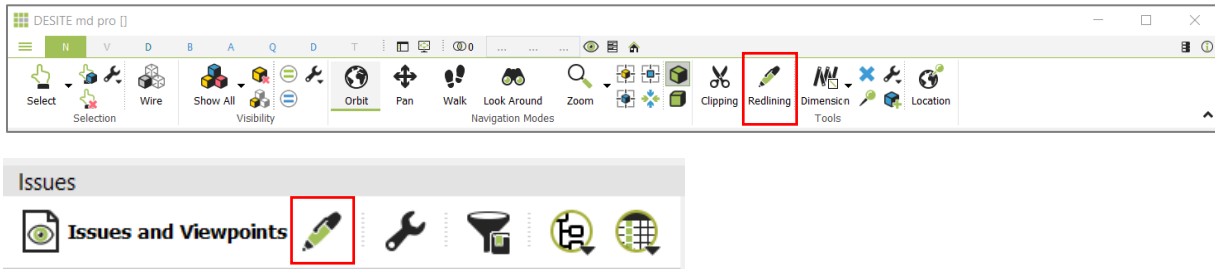 DESITE md pro []
N V D B A Q D T 0 ... ... ...
Select Wire Show All Orbit Pan Walk Look Around Zoom Clipping Redlining Dimension Location
Selection Visibility Navigation Modes Tools
Issues
Issues and Viewpoints